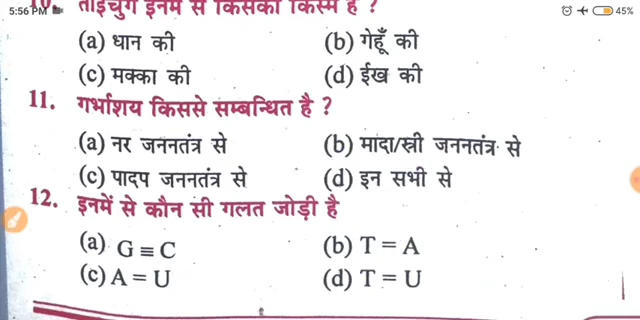 5:56 PM 45%
10. ताइचुंग इनमें से किसकी किस्म है ?
(a) धान की (b) गेहूँ की
(c) मक्का की (d) ईख की
11. गर्भाशय किससे सम्बन्धित है ?
(a) नर जननतंत्र से (b) मादा/स्त्री जननतंत्र से
(c) पादप जननतंत्र से (d) इन सभी से
12. इनमें से कौन सी गलत जोड़ी है
(a) G ≡ C (b) T = A
(c) A = U (d) T = U